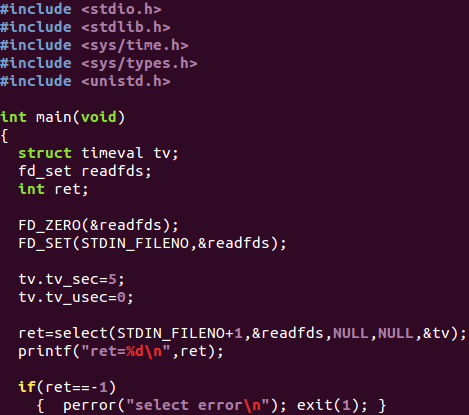 #include <stdio.h>
#include <stdlib.h>
#include <sys/time.h>
#include <sys/types.h>
#include <unistd.h>

int main(void)
{
  struct timeval tv;
  fd_set readfds;
  int ret;

  FD_ZERO(&readfds);
  FD_SET(STDIN_FILENO,&readfds);

  tv.tv_sec=5;
  tv.tv_usec=0;

  ret=select(STDIN_FILENO+1,&readfds,NULL,NULL,&tv);
  printf("ret=%d\n",ret);

  if(ret==-1)
    {  perror("select error\n"); exit(1); }